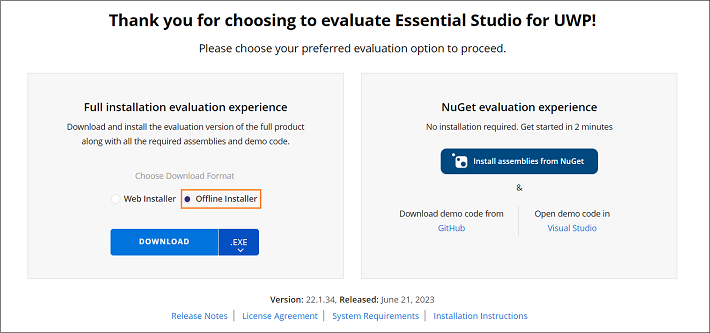 Thank you for choosing to evaluate Essential Studio for UWP!
Please choose your preferred evaluation option to proceed.
Full installation evaluation experience
Download and install the evaluation version of the full product
along with all the required assemblies and demo code.
Choose Download Format
Web Installer
Offline Installer
DOWNLOAD
.EXE
NuGet evaluation experience
No installation required. Get started in 2 minutes
Install assemblies from NuGet
&
Download demo code from
GitHub
Open demo code in
Visual Studio
Version: 22.1.34, Released: June 21, 2023
Release Notes | License Agreement | System Requirements | Installation Instructions